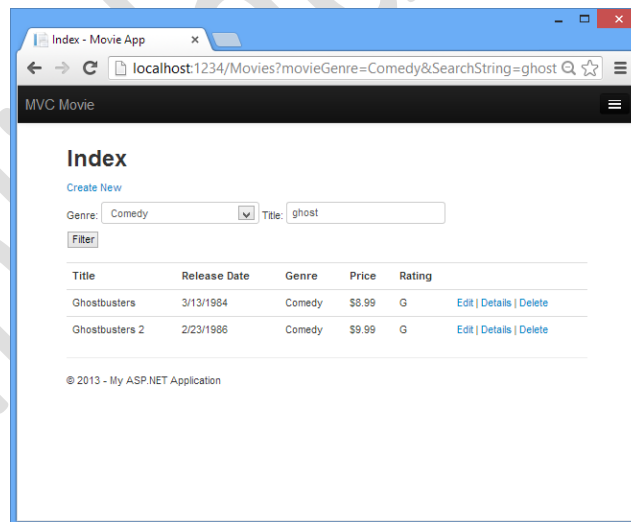 Index - Movie App
localhost:1234/Movies?movieGenre=Comedy&SearchString=ghost
MVC Movie
Index
Create New
Genre: Comedy Title: ghost
Filter
Title Release Date Genre Price Rating
Ghostbusters 3/13/1984 Comedy $8.99 G Edit | Details | Delete
Ghostbusters 2 2/23/1986 Comedy $9.99 G Edit | Details | Delete
© 2013 - My ASP.NET Application